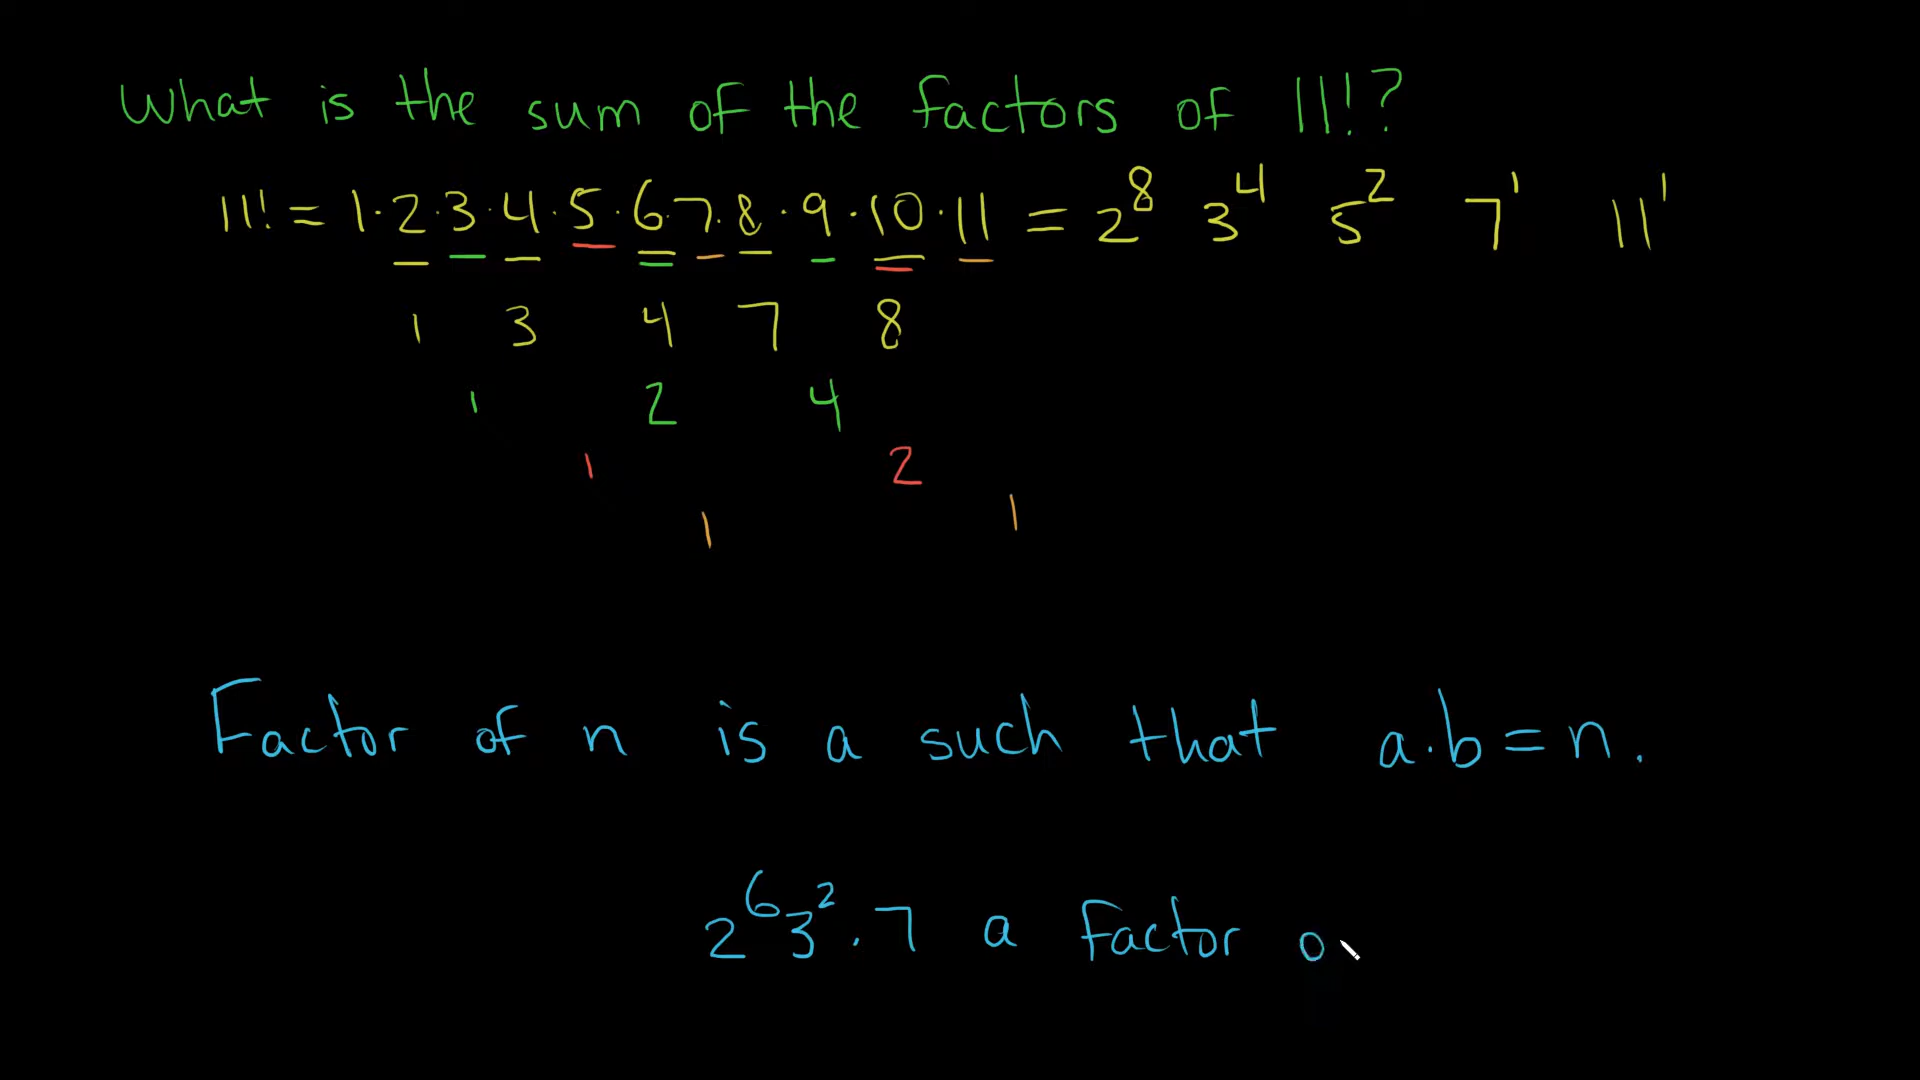 What is the sum of the factors of 11!?
11! = 1·2·3·4·5·6·7·8·9·10·11 = 2^8 3^4 5^2 7^1 11^1
1 3 4 7 8
1 2 4
1 2
1 1
Factor of n is a such that a·b=n.
2^6 3^2 · 7 a factor o